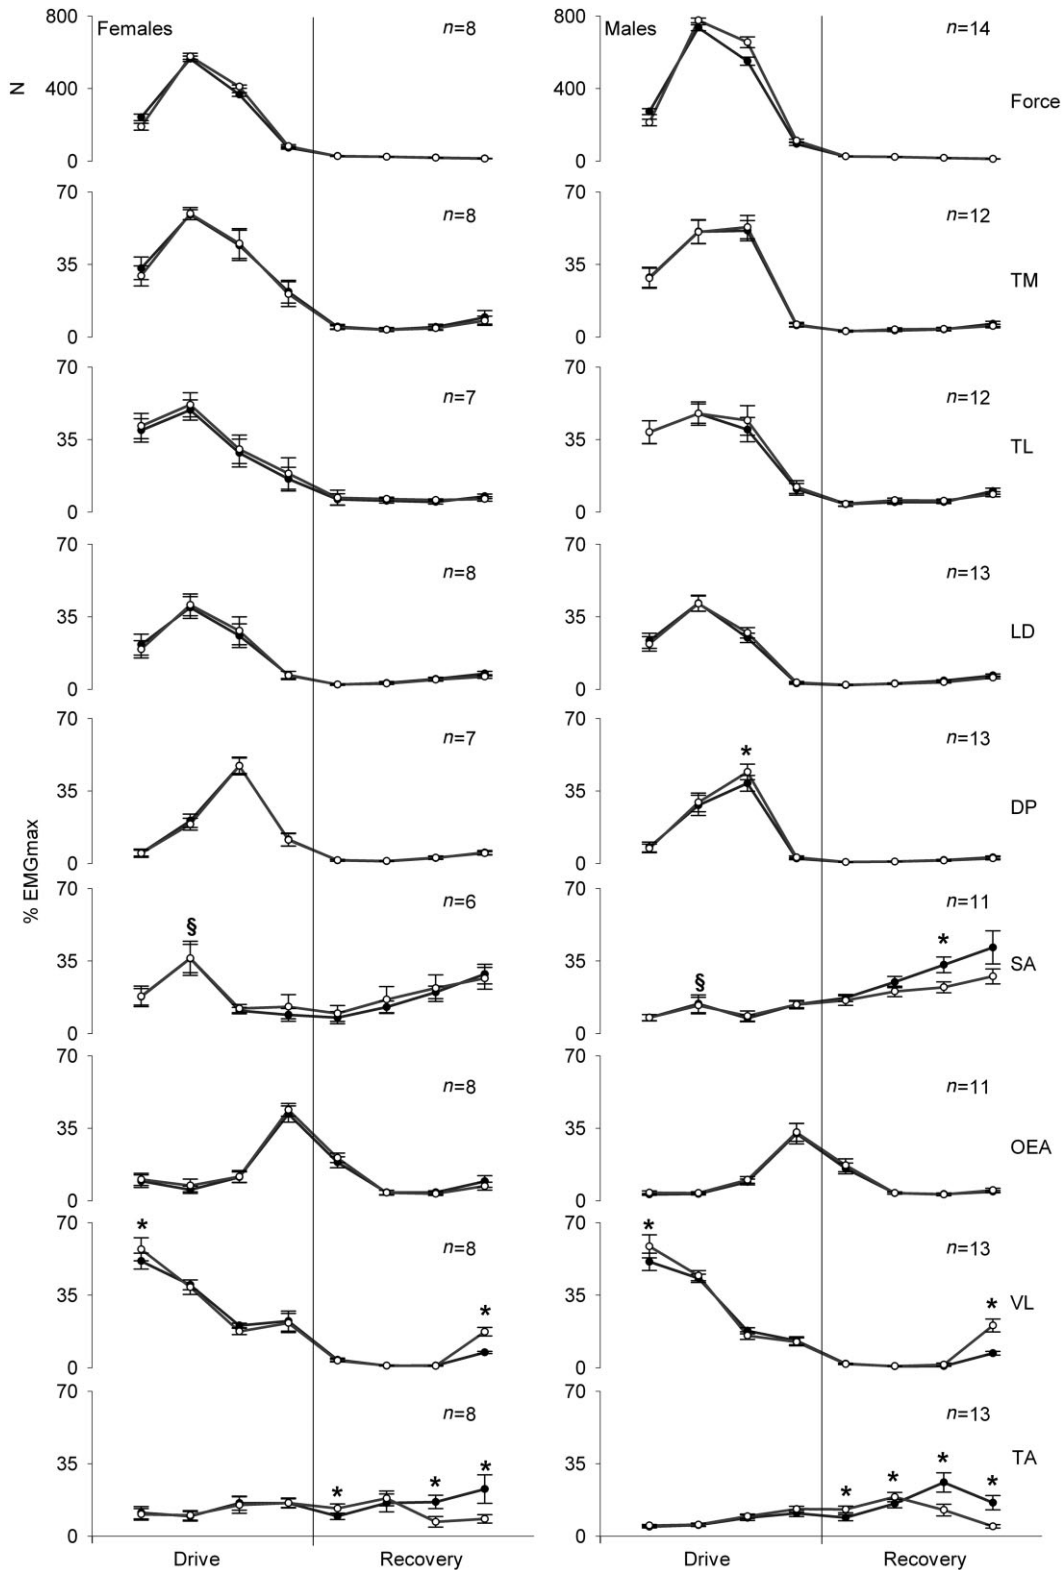 Females
Males
N
800
400
0
n=8
800
400
0
n=14
Force
70
35
0
n=8
70
35
0
n=12
TM
70
35
0
n=7
70
35
0
n=12
TL
70
35
0
n=8
70
35
0
n=13
LD
% EMGmax
70
35
0
n=7
70
35
0
*
n=13
DP
70
35
0
§
n=6
70
35
0
§
*
n=11
SA
70
35
0
n=8
70
35
0
n=11
OEA
70
35
0
*
n=8
*
70
35
0
*
n=13
*
VL
70
35
0
n=8
* * *
70
35
0
n=13
* * * *
TA
Drive Recovery
Drive Recovery